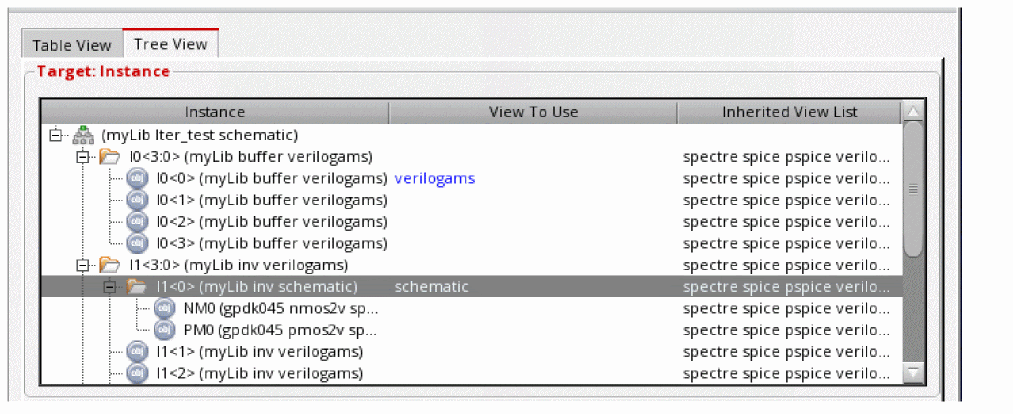 Table View Tree View
Target: Instance
Instance View To Use Inherited View List
(myLib Iter_test schematic)
I0<3:0> (myLib buffer verilogams) spectre spice pspice verilo...
I0<0> (myLib buffer verilogams) verilogams spectre spice pspice verilo...
I0<1> (myLib buffer verilogams) spectre spice pspice verilo...
I0<2> (myLib buffer verilogams) spectre spice pspice verilo...
I0<3> (myLib buffer verilogams) spectre spice pspice verilo...
I1<3:0> (myLib inv verilogams) spectre spice pspice verilo...
I1<0> (myLib inv schematic) schematic spectre spice pspice verilo...
NM0 (gpdk045 nmos2v sp... spectre spice pspice verilo...
PM0 (gpdk045 pmos2v sp... spectre spice pspice verilo...
I1<1> (myLib inv verilogams) spectre spice pspice verilo...
I1<2> (myLib inv verilogams) spectre spice pspice verilo...